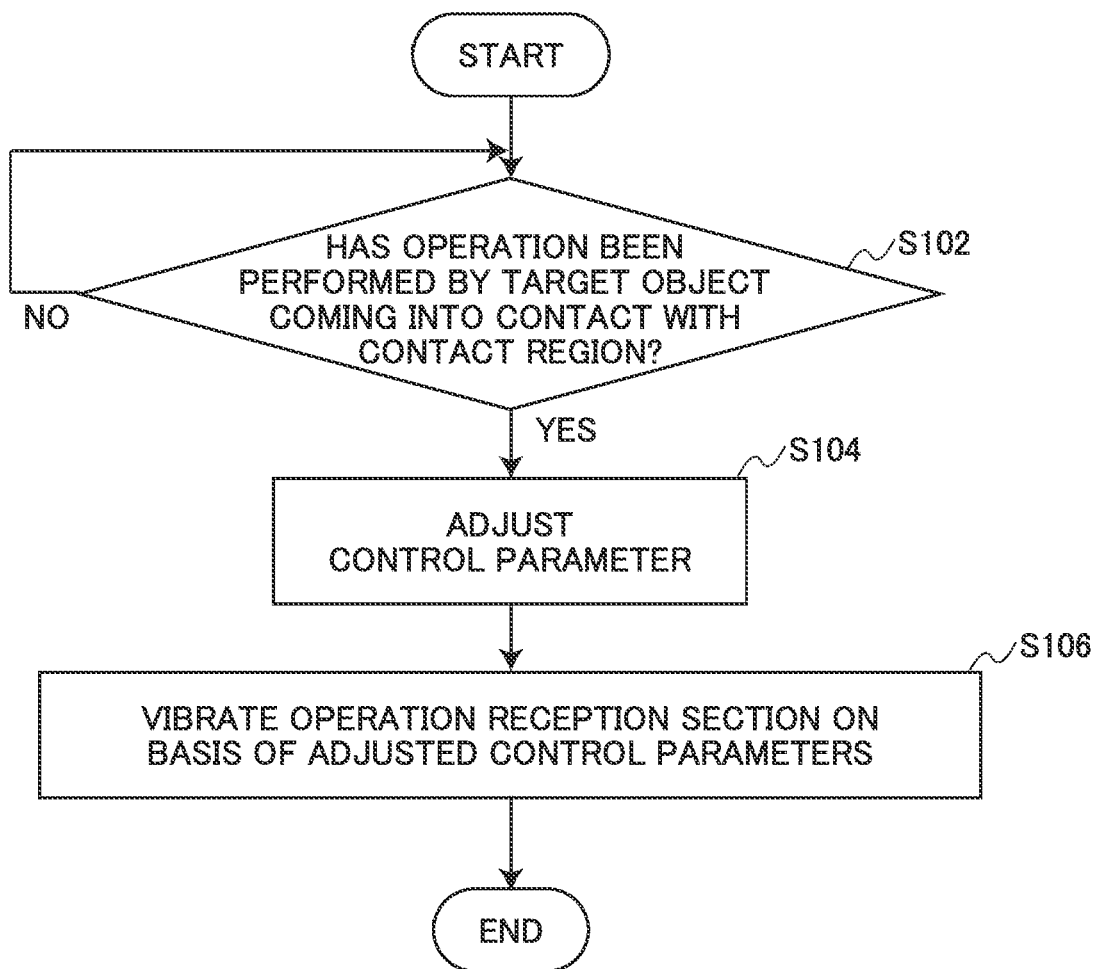 START
HAS OPERATION BEEN
PERFORMED BY TARGET OBJECT
COMING INTO CONTACT WITH
CONTACT REGION?
S102
NO
YES
S104
ADJUST
CONTROL PARAMETER
S106
VIBRATE OPERATION RECEPTION SECTION ON
BASIS OF ADJUSTED CONTROL PARAMETERS
END